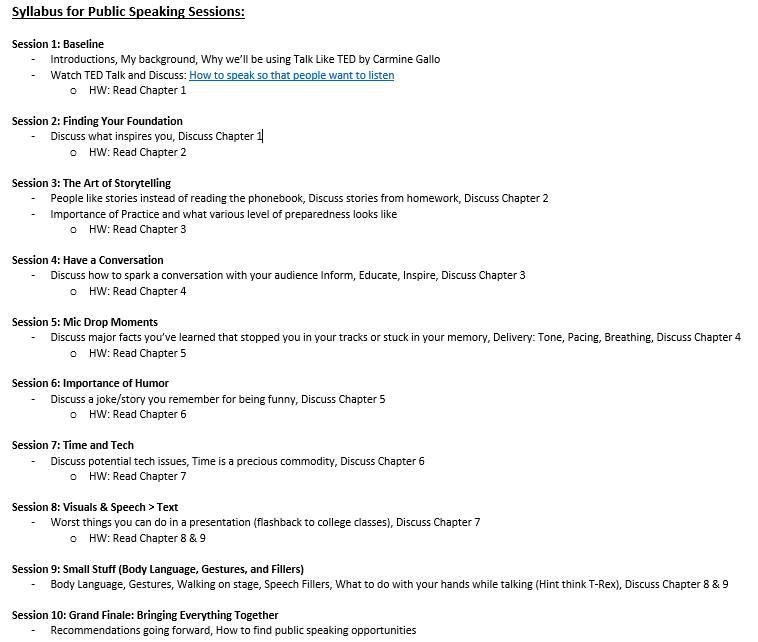 Syllabus for Public Speaking Sessions:
Session 1: Baseline
- Introductions, My background, Why we'll be using Talk Like TED by Carmine Gallo
- Watch TED Talk and Discuss: How to speak so that people want to listen
o HW: Read Chapter 1
Session 2: Finding Your Foundation
- Discuss what inspires you, Discuss Chapter 1
o HW: Read Chapter 2
Session 3: The Art of Storytelling
- People like stories instead of reading the phonebook, Discuss stories from homework, Discuss Chapter 2
- Importance of Practice and what various level of preparedness looks like
o HW: Read Chapter 3
Session 4: Have a Conversation
- Discuss how to spark a conversation with your audience Inform, Educate, Inspire, Discuss Chapter 3
o HW: Read Chapter 4
Session 5: Mic Drop Moments
- Discuss major facts you've learned that stopped you in your tracks or stuck in your memory, Delivery: Tone, Pacing, Breathing, Discuss Chapter 4
o HW: Read Chapter 5
Session 6: Importance of Humor
- Discuss a joke/story you remember for being funny, Discuss Chapter 5
o HW: Read Chapter 6
Session 7: Time and Tech
- Discuss potential tech issues, Time is a precious commodity, Discuss Chapter 6
o HW: Read Chapter 7
Session 8: Visuals & Speech > Text
- Worst things you can do in a presentation (flashback to college classes), Discuss Chapter 7
o HW: Read Chapter 8 & 9
Session 9: Small Stuff (Body Language, Gestures, and Fillers)
- Body Language, Gestures, Walking on stage, Speech Fillers, What to do with your hands while talking (Hint think T-Rex), Discuss Chapter 8 & 9
Session 10: Grand Finale: Bringing Everything Together
- Recommendations going forward, How to find public speaking opportunities